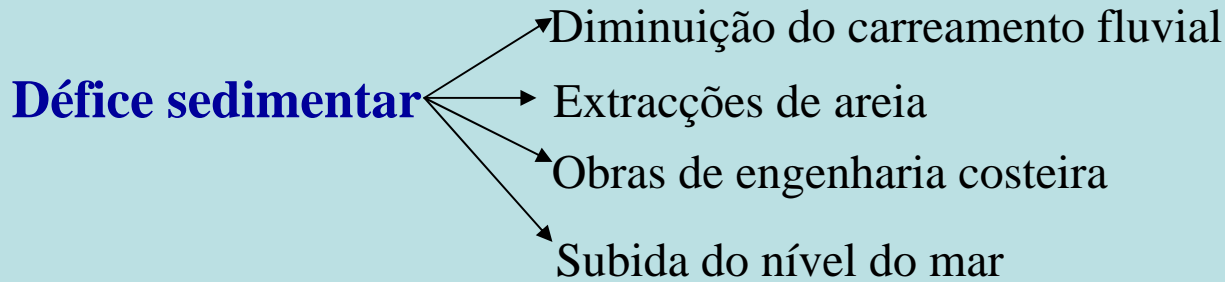 Diminuição do carreamento fluvial
Défice sedimentar
Extracções de areia
Obras de engenharia costeira
Subida do nível do mar